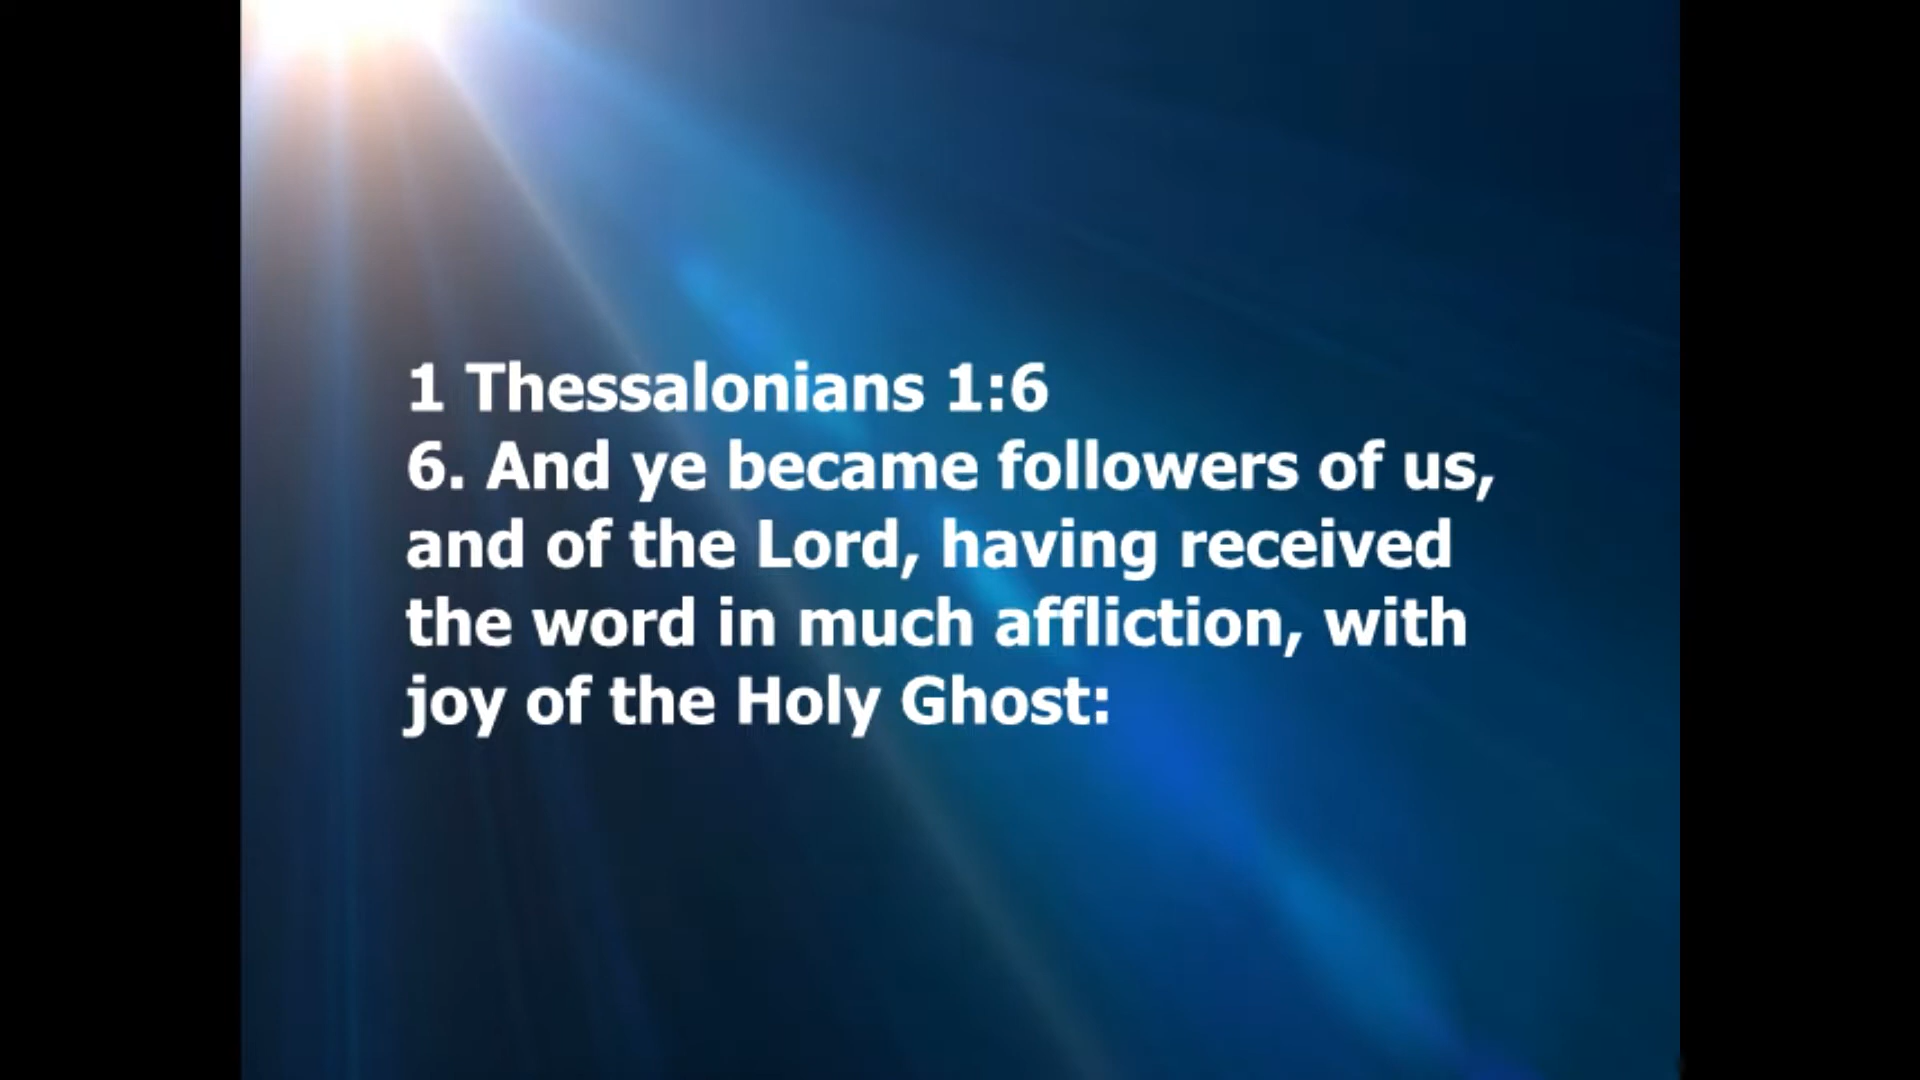 1 Thessalonians 1:6
6. And ye became followers of us,
and of the Lord, having received
the word in much affliction, with
joy of the Holy Ghost: